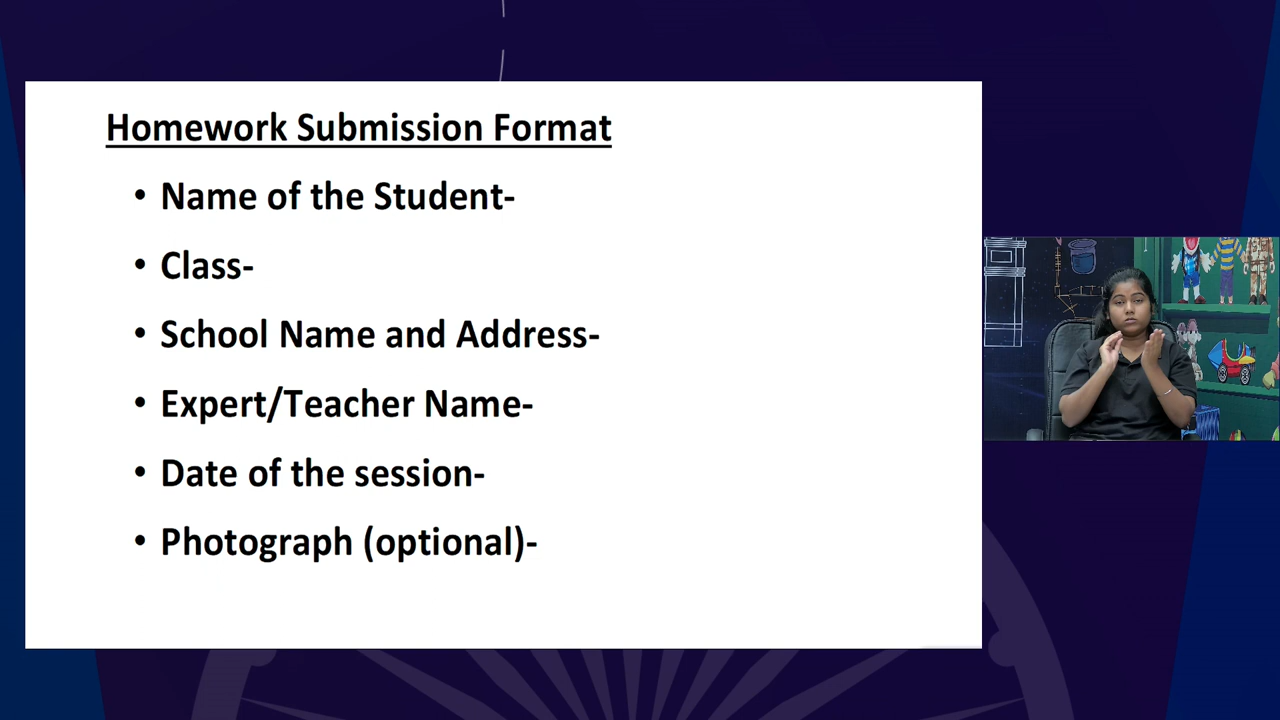 Homework Submission Format
• Name of the Student-
• Class-
• School Name and Address-
• Expert/Teacher Name-
• Date of the session-
• Photograph (optional)-